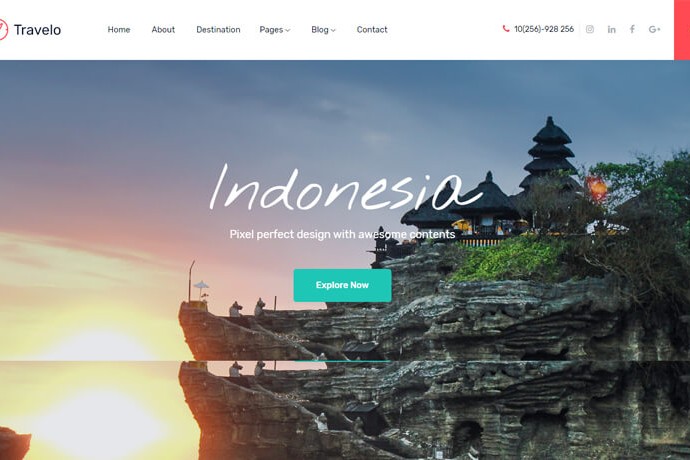 Travelo
Home About Destination Pages Blog Contact
10(256)-928 256
Indonesia
Pixel perfect design with awesome contents
Explore Now